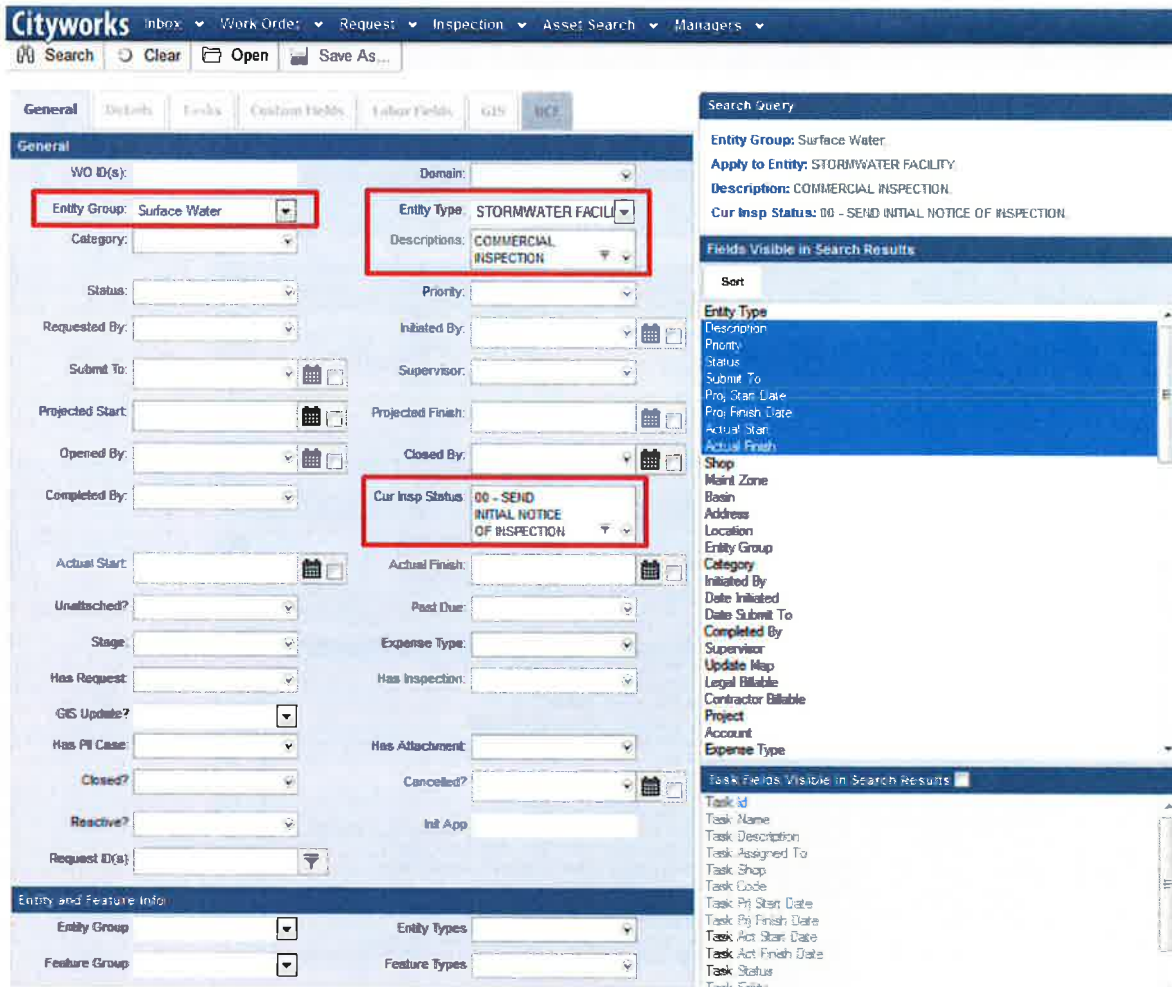 Cityworks Inbox Work Order Request Inspection Asset Search Managers
Search Clear Open Save As...
General Details Tasks Custom Fields Labor Fields GIS UCF
General
WO ID(s): Domain:
Entity Group: Surface Water Entity Type STORMWATER FACILI
Category: Descriptions: COMMERCIAL
INSPECTION
Status: Priority:
Requested By: Initiated By:
Submit To: Supervisor:
Projected Start: Projected Finish:
Opened By: Closed By:
Completed By: Cur Insp Status 00 - SEND
INITIAL NOTICE
OF INSPECTION
Actual Start: Actual Finish:
Unattached? Past Due:
Stage: Expense Type:
Has Request: Has Inspection:
GIS Update?
Has Pll Case: Has Attachment:
Closed? Cancelled?
Reactive? Init App
Request ID(s)
Entity and Feature Info
Entity Group Entity Types
Feature Group Feature Types
Search Query
Entity Group: Surface Water
Apply to Entity: STORMWATER FACILITY
Description: COMMERCIAL INSPECTION
Cur Insp Status: 00 - SEND INITIAL NOTICE OF INSPECTION
Fields Visible in Search Results
Sort
Entity Type
Description
Priority
Status
Submit To
Proj Start Date
Proj Finish Date
Actual Start
Actual Finish
Shop
Maint Zone
Basin
Address
Location
Entity Group
Category
Initiated By
Date Initiated
Date Submit To
Completed By
Supervisor
Update Map
Legal Billable
Contractor Billable
Project
Account
Expense Type
Task Fields Visible in Search Results
Task Id
Task Name
Task Description
Task Assigned To
Task Shop
Task Code
Task Prj Start Date
Task Prj Finish Date
Task Act Start Date
Task Act Finish Date
Task Status